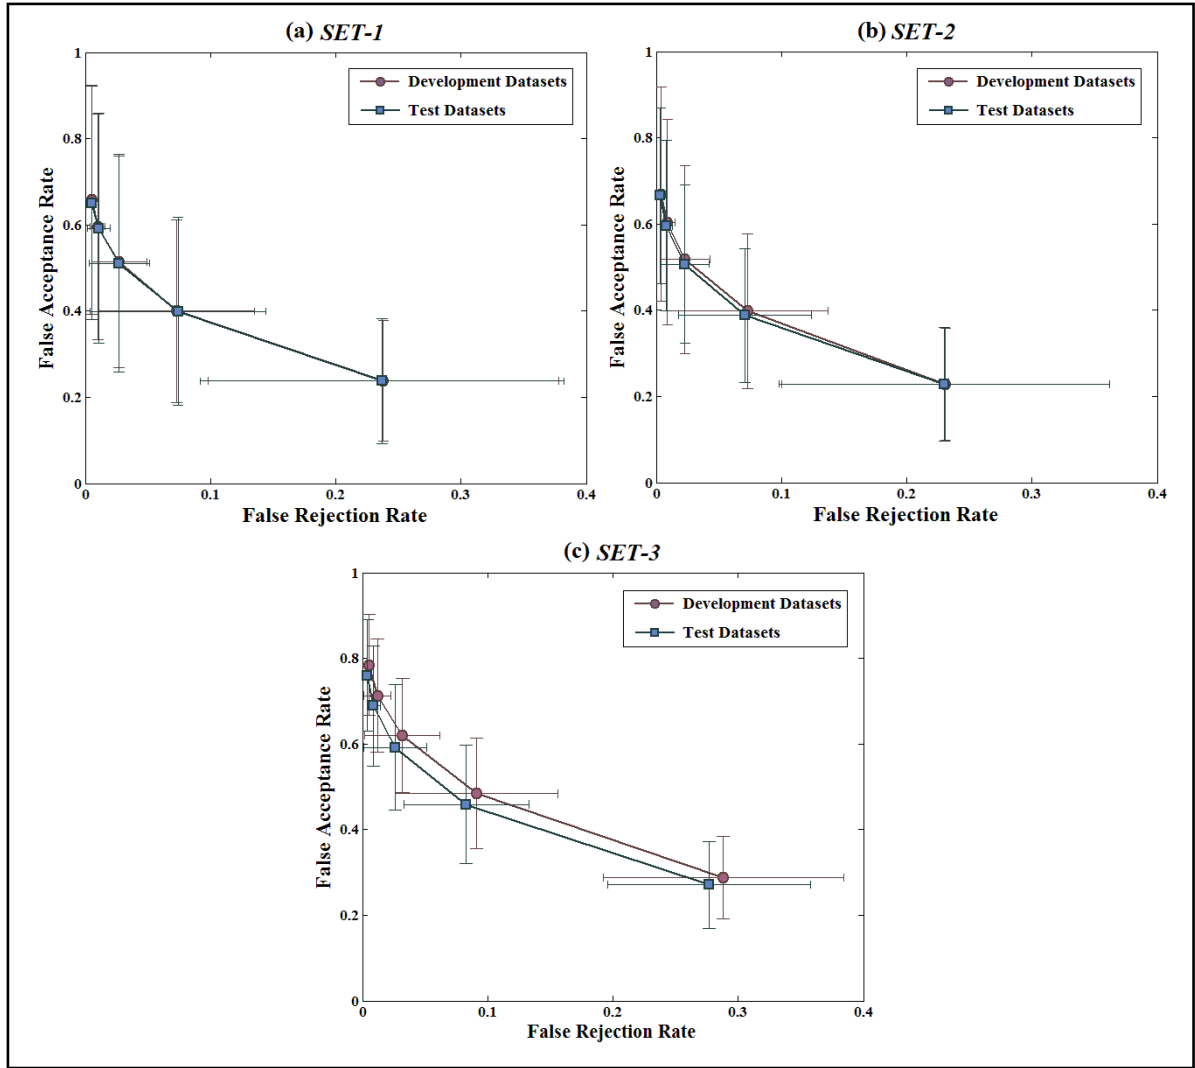 (a) SET-1
1
0.8
0.6
0.4
0.2
0
0
0.1
0.2
0.3
0.4
False Acceptance Rate
False Rejection Rate
Development Datasets
Test Datasets
(b) SET-2
1
0.8
0.6
0.4
0.2
0
0
0.1
0.2
0.3
0.4
False Acceptance Rate
False Rejection Rate
Development Datasets
Test Datasets
(c) SET-3
1
0.8
0.6
0.4
0.2
0
0
0.1
0.2
0.3
0.4
False Acceptance Rate
False Rejection Rate
Development Datasets
Test Datasets